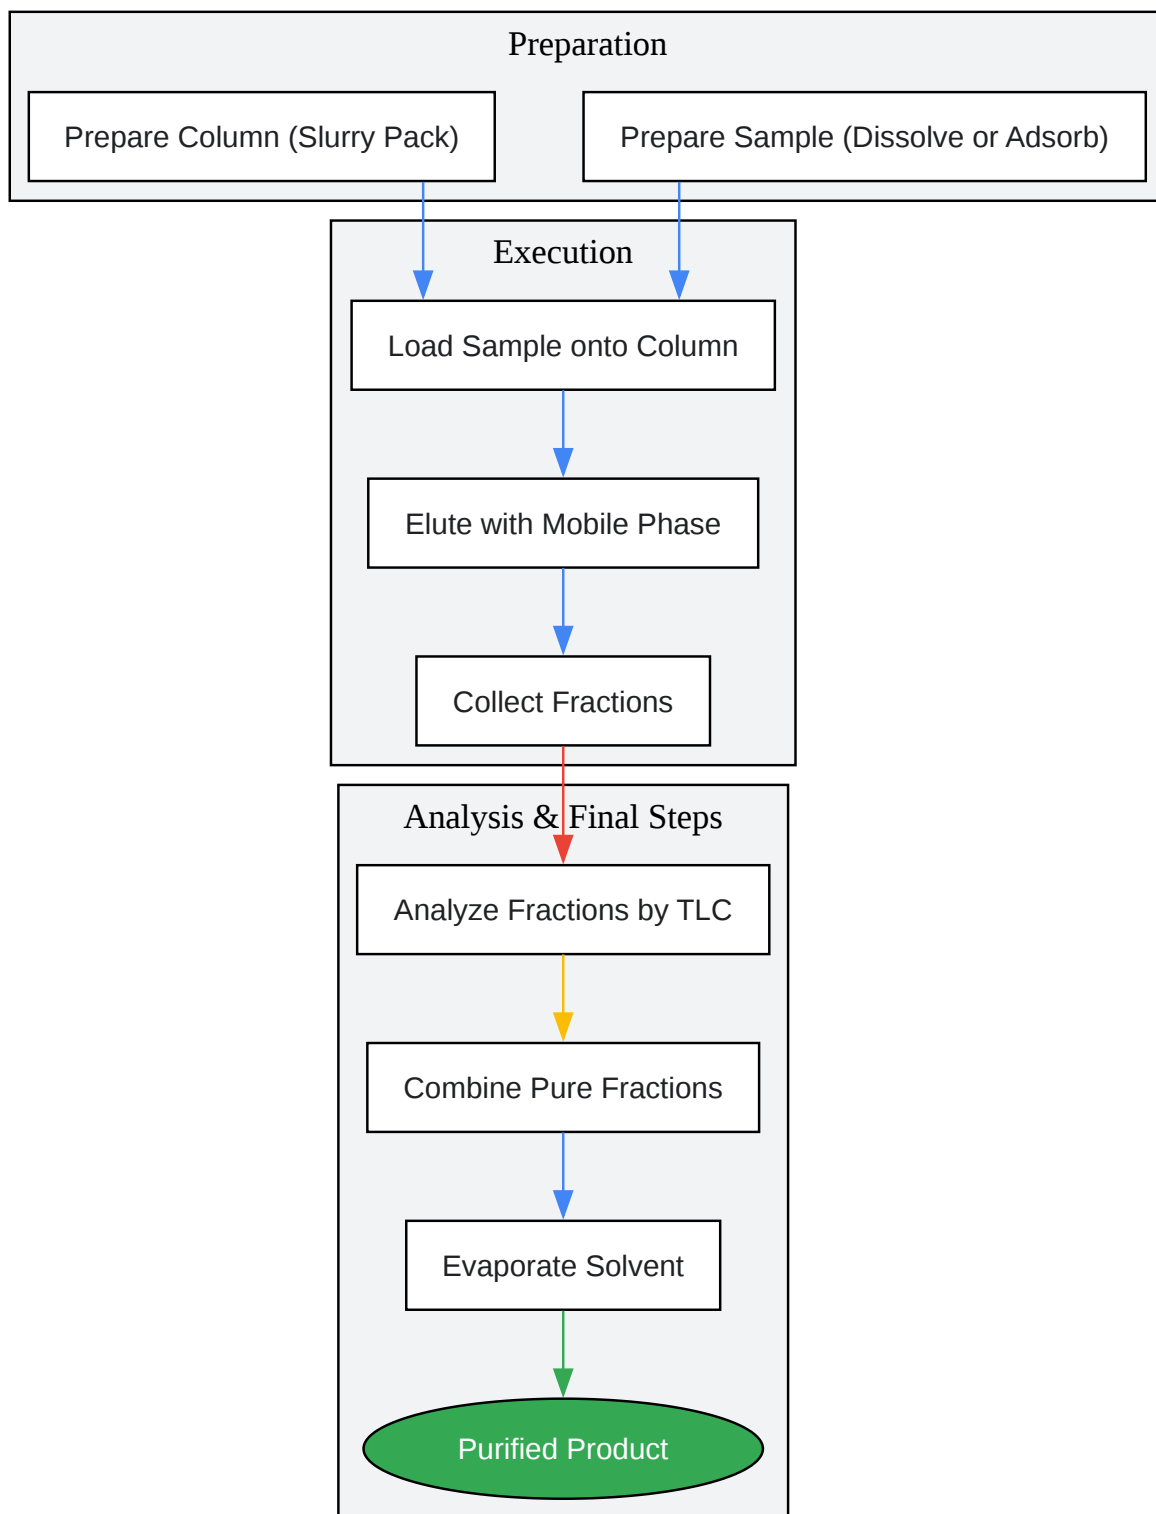 Preparation
Prepare Column (Slurry Pack)
Prepare Sample (Dissolve or Adsorb)
Execution
Load Sample onto Column
Elute with Mobile Phase
Collect Fractions
Analysis & Final Steps
Analyze Fractions by TLC
Combine Pure Fractions
Evaporate Solvent
Purified Product